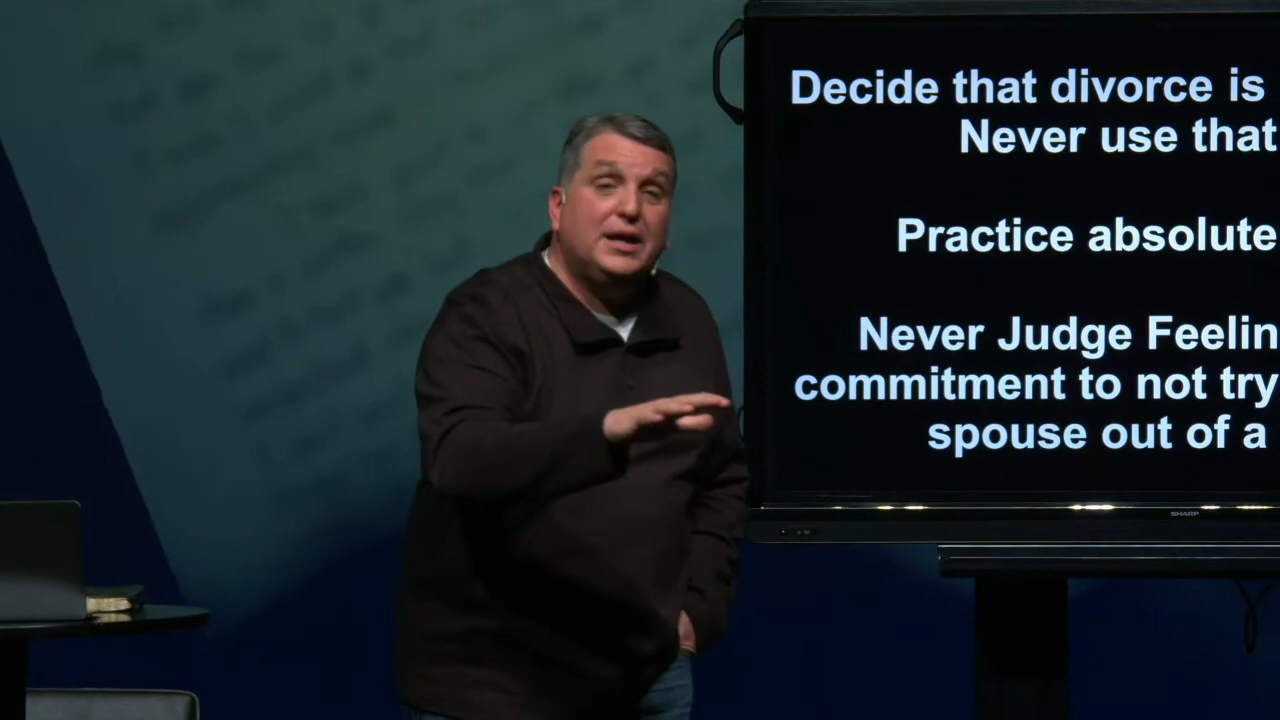 Decide that divorce is
Never use that
Practice absolute
Never Judge Feelin
commitment to not try
spouse out of a
SHARP